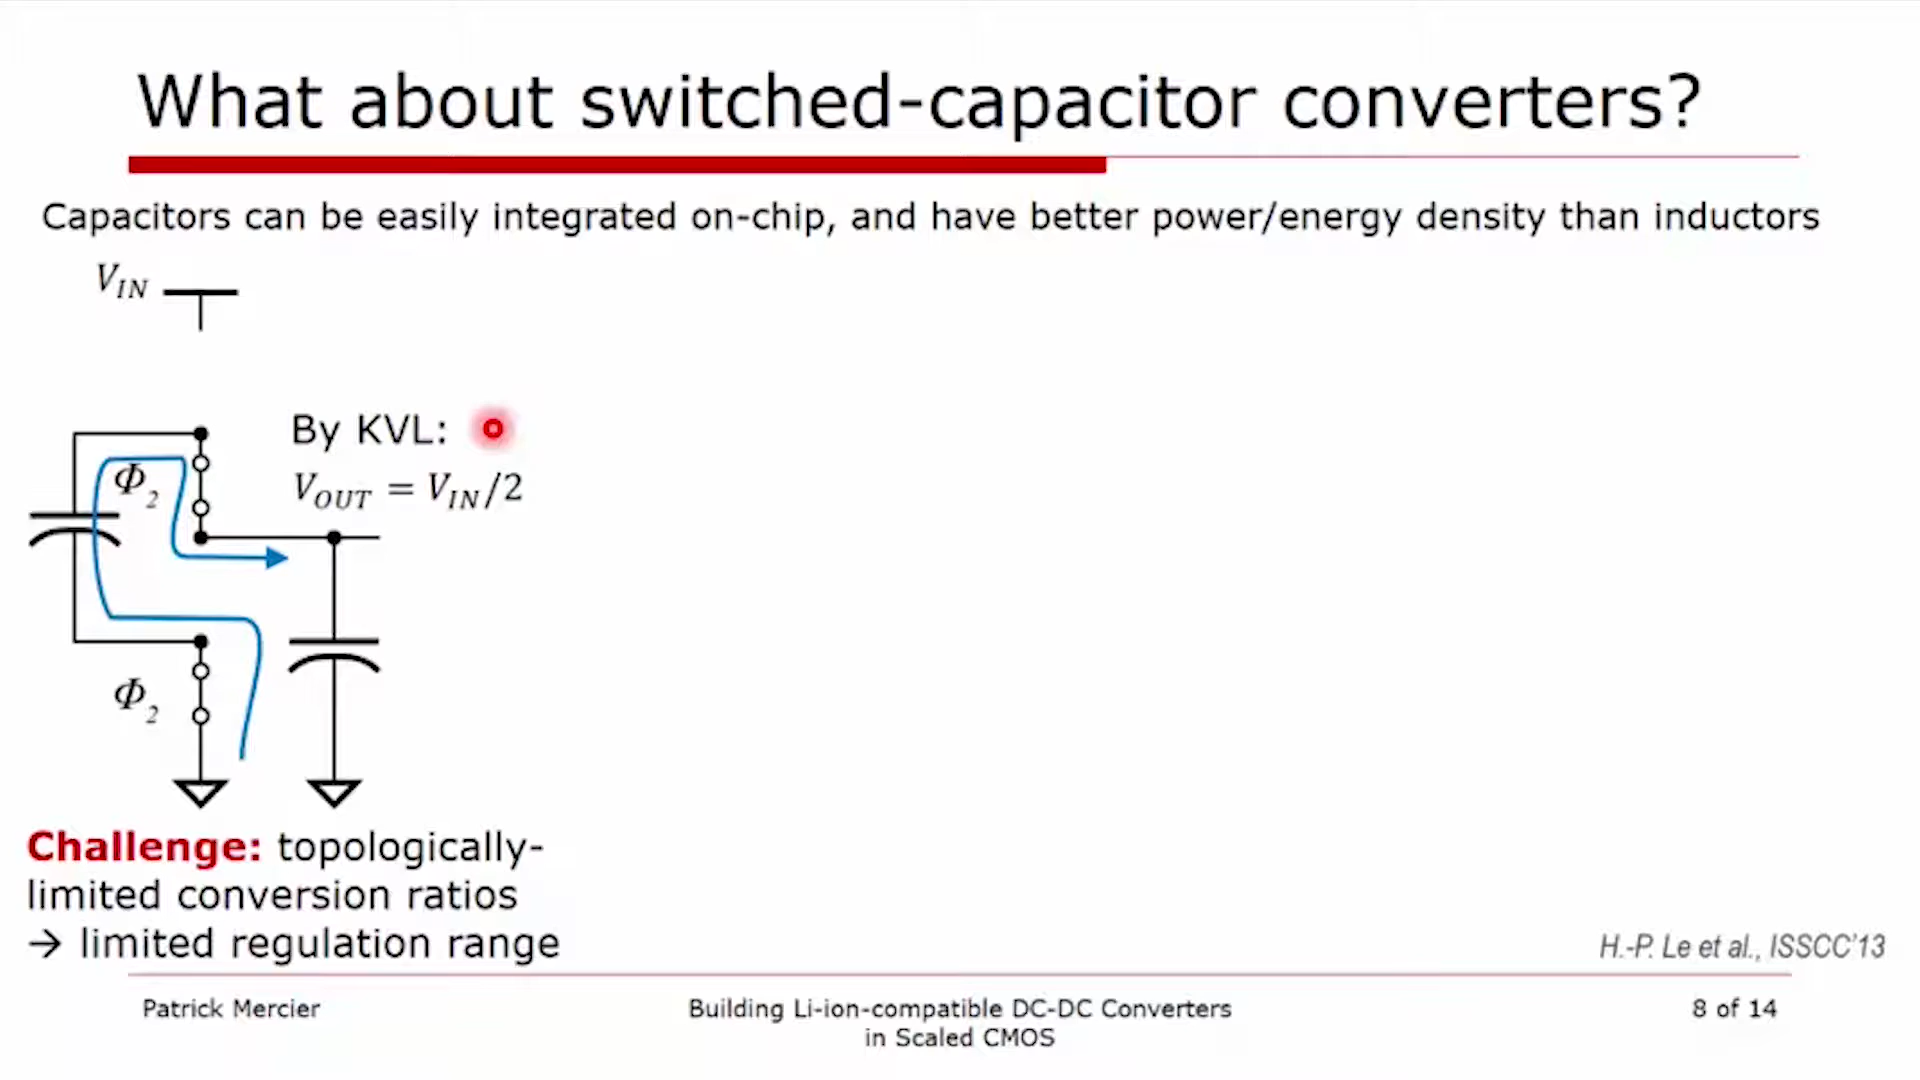 What about switched-capacitor converters?
Capacitors can be easily integrated on-chip, and have better power/energy density than inductors
V_IN
By KVL:
Φ_2
V_OUT = V_IN/2
Φ_2
Challenge: topologically-
limited conversion ratios
→ limited regulation range
H.-P. Le et al., ISSCC'13
Patrick Mercier
Building Li-ion-compatible DC-DC Converters
in Scaled CMOS
8 of 14